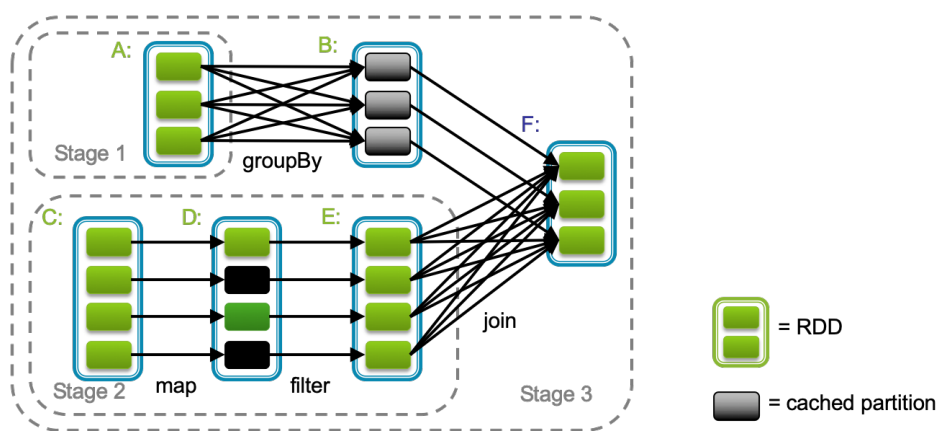 A:
B:
F:
Stage 1
groupBy
C:
D:
E:
join
= RDD
Stage 2
map
filter
Stage 3
= cached partition